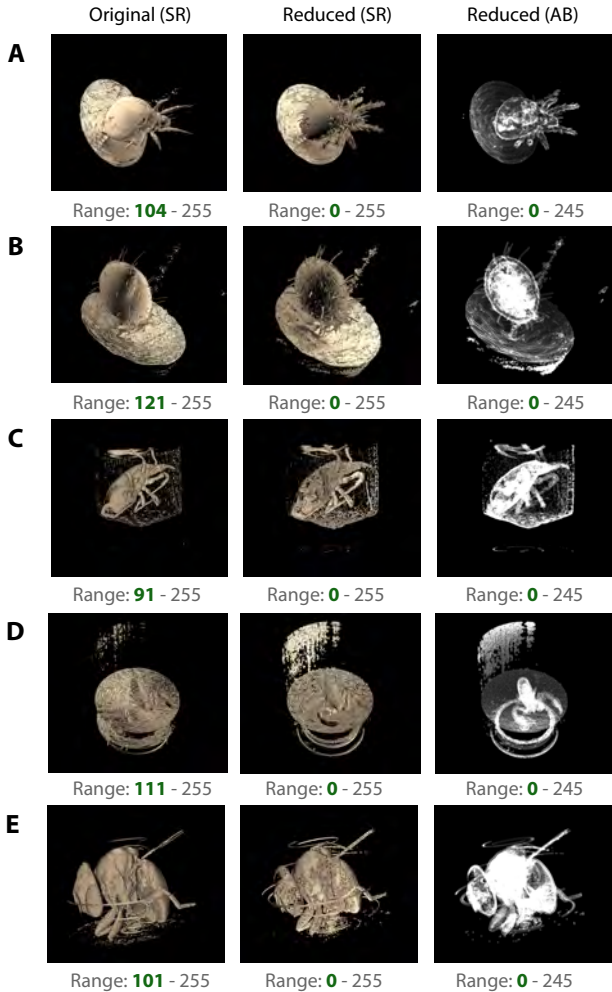 Original (SR) Reduced (SR) Reduced (AB)
A
Range: 104 - 255 Range: 0 - 255 Range: 0 - 245
B
Range: 121 - 255 Range: 0 - 255 Range: 0 - 245
C
Range: 91 - 255 Range: 0 - 255 Range: 0 - 245
D
Range: 111 - 255 Range: 0 - 255 Range: 0 - 245
E
Range: 101 - 255 Range: 0 - 255 Range: 0 - 245